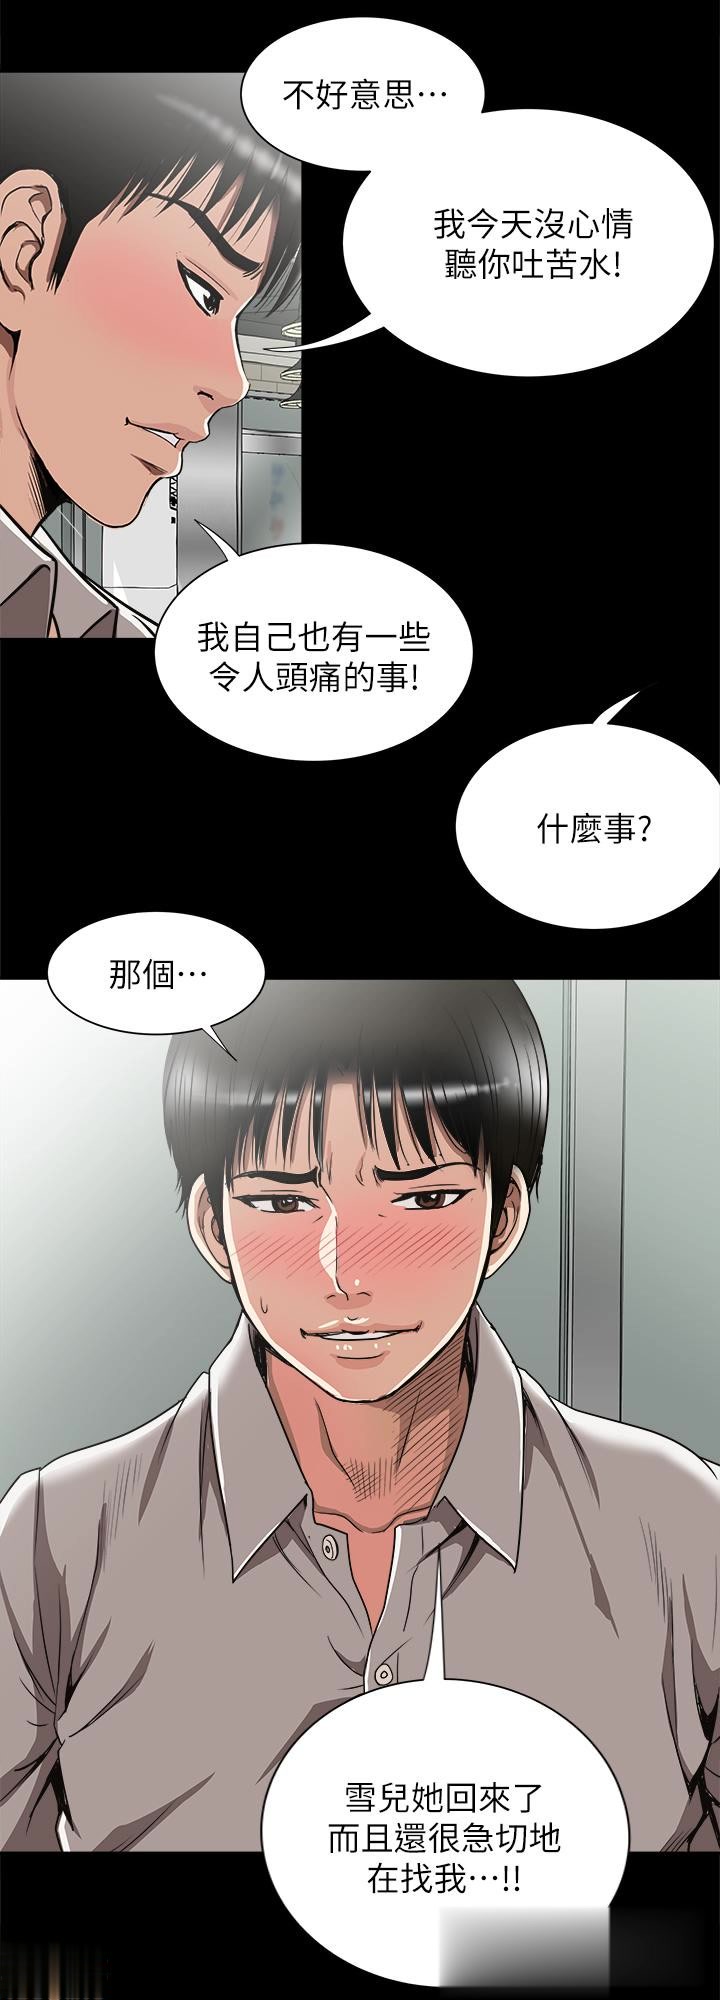 不好意思…
我今天沒心情
聽你吐苦水!
我自己也有一些
令人頭痛的事!
什麼事?
那個…
雪兒她回來了
而且還很急切地
在找我…!!